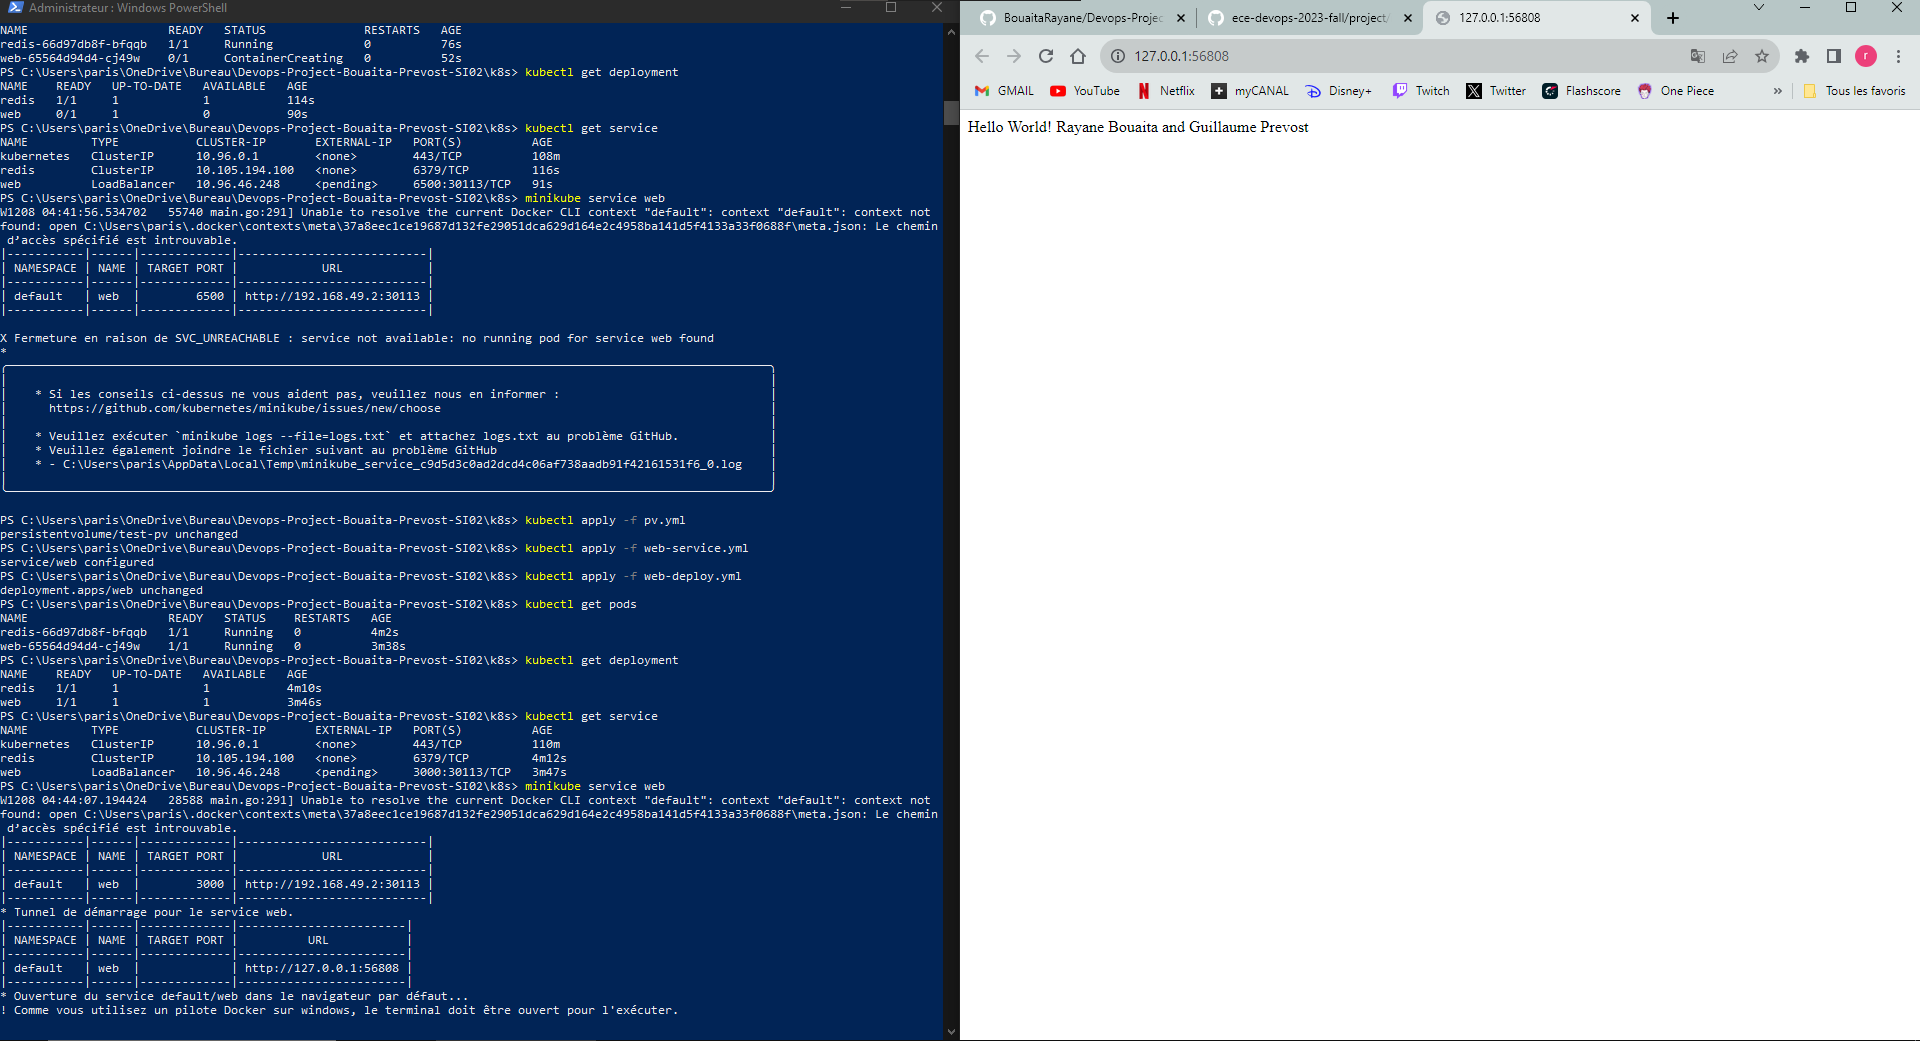 Administrateur : Windows PowerShell
NAME                    READY   STATUS              RESTARTS   AGE
redis-66d97db8f-bfqqb   1/1     Running             0          76s
web-65564d94d4-cj49w    0/1     ContainerCreating   0          52s
PS C:\Users\paris\OneDrive\Bureau\Devops-Project-Bouaita-Prevost-SI02\k8s> kubectl get deployment
NAME    READY   UP-TO-DATE   AVAILABLE   AGE
redis   1/1     1            1           114s
web     0/1     1            0           90s
PS C:\Users\paris\OneDrive\Bureau\Devops-Project-Bouaita-Prevost-SI02\k8s> kubectl get service
NAME         TYPE           CLUSTER-IP       EXTERNAL-IP   PORT(S)          AGE
kubernetes   ClusterIP      10.96.0.1        <none>        443/TCP          108m
redis        ClusterIP      10.105.194.100   <none>        6379/TCP         116s
web          LoadBalancer   10.96.46.248     <pending>     6500:30113/TCP   91s
PS C:\Users\paris\OneDrive\Bureau\Devops-Project-Bouaita-Prevost-SI02\k8s> minikube service web
W1208 04:41:56.534702   55740 main.go:291] Unable to resolve the current Docker CLI context "default": context "default": context not
found: open C:\Users\paris\.docker\contexts\meta\37a8eec1ce19687d132fe29051dca629d164e2c4958ba141d5f4133a33f0688f\meta.json: Le chemin
 d'accès spécifié est introuvable.
|-----------|------|-------------|---------------------------|
| NAMESPACE | NAME | TARGET PORT |            URL            |
|-----------|------|-------------|---------------------------|
| default   | web  |        6500 | http://192.168.49.2:30113 |
|-----------|------|-------------|---------------------------|
X Fermeture en raison de SVC_UNREACHABLE : service not available: no running pod for service web found
*
* Si les conseils ci-dessus ne vous aident pas, veuillez nous en informer :
https://github.com/kubernetes/minikube/issues/new/choose
* Veuillez exécuter `minikube logs --file=logs.txt` et attachez logs.txt au problème GitHub.
* Veuillez également joindre le fichier suivant au problème GitHub
* - C:\Users\paris\AppData\Local\Temp\minikube_service_c9d5d3c0ad2dcd4c06af738aadb91f42161531f6_0.log
PS C:\Users\paris\OneDrive\Bureau\Devops-Project-Bouaita-Prevost-SI02\k8s> kubectl apply -f pv.yml
persistentvolume/test-pv unchanged
PS C:\Users\paris\OneDrive\Bureau\Devops-Project-Bouaita-Prevost-SI02\k8s> kubectl apply -f web-service.yml
service/web configured
PS C:\Users\paris\OneDrive\Bureau\Devops-Project-Bouaita-Prevost-SI02\k8s> kubectl apply -f web-deploy.yml
deployment.apps/web unchanged
PS C:\Users\paris\OneDrive\Bureau\Devops-Project-Bouaita-Prevost-SI02\k8s> kubectl get pods
NAME                    READY   STATUS    RESTARTS   AGE
redis-66d97db8f-bfqqb   1/1     Running   0          4m2s
web-65564d94d4-cj49w    1/1     Running   0          3m38s
PS C:\Users\paris\OneDrive\Bureau\Devops-Project-Bouaita-Prevost-SI02\k8s> kubectl get deployment
NAME    READY   UP-TO-DATE   AVAILABLE   AGE
redis   1/1     1            1           4m10s
web     1/1     1            1           3m46s
PS C:\Users\paris\OneDrive\Bureau\Devops-Project-Bouaita-Prevost-SI02\k8s> kubectl get service
NAME         TYPE           CLUSTER-IP       EXTERNAL-IP   PORT(S)          AGE
kubernetes   ClusterIP      10.96.0.1        <none>        443/TCP          110m
redis        ClusterIP      10.105.194.100   <none>        6379/TCP         4m12s
web          LoadBalancer   10.96.46.248     <pending>     3000:30113/TCP   3m47s
PS C:\Users\paris\OneDrive\Bureau\Devops-Project-Bouaita-Prevost-SI02\k8s> minikube service web
W1208 04:44:07.194424   28588 main.go:291] Unable to resolve the current Docker CLI context "default": context "default": context not
found: open C:\Users\paris\.docker\contexts\meta\37a8eec1ce19687d132fe29051dca629d164e2c4958ba141d5f4133a33f0688f\meta.json: Le chemin
 d'accès spécifié est introuvable.
|-----------|------|-------------|---------------------------|
| NAMESPACE | NAME | TARGET PORT |            URL            |
|-----------|------|-------------|---------------------------|
| default   | web  |        3000 | http://192.168.49.2:30113 |
|-----------|------|-------------|---------------------------|
* Tunnel de démarrage pour le service web.
|-----------|------|-------------|------------------------|
| NAMESPACE | NAME | TARGET PORT |          URL           |
|-----------|------|-------------|------------------------|
| default   | web  |             | http://127.0.0.1:56808 |
|-----------|------|-------------|------------------------|
* Ouverture du service default/web dans le navigateur par défaut...
! Comme vous utilisez un pilote Docker sur windows, le terminal doit être ouvert pour l'exécuter.
BouaitaRayane/Devops-Projec
ece-devops-2023-fall/project/
127.0.0.1:56808
127.0.0.1:56808
r
GMAIL YouTube Netflix myCANAL Disney+ Twitch Twitter Flashscore One Piece » Tous les favoris
Hello World! Rayane Bouaita and Guillaume Prevost